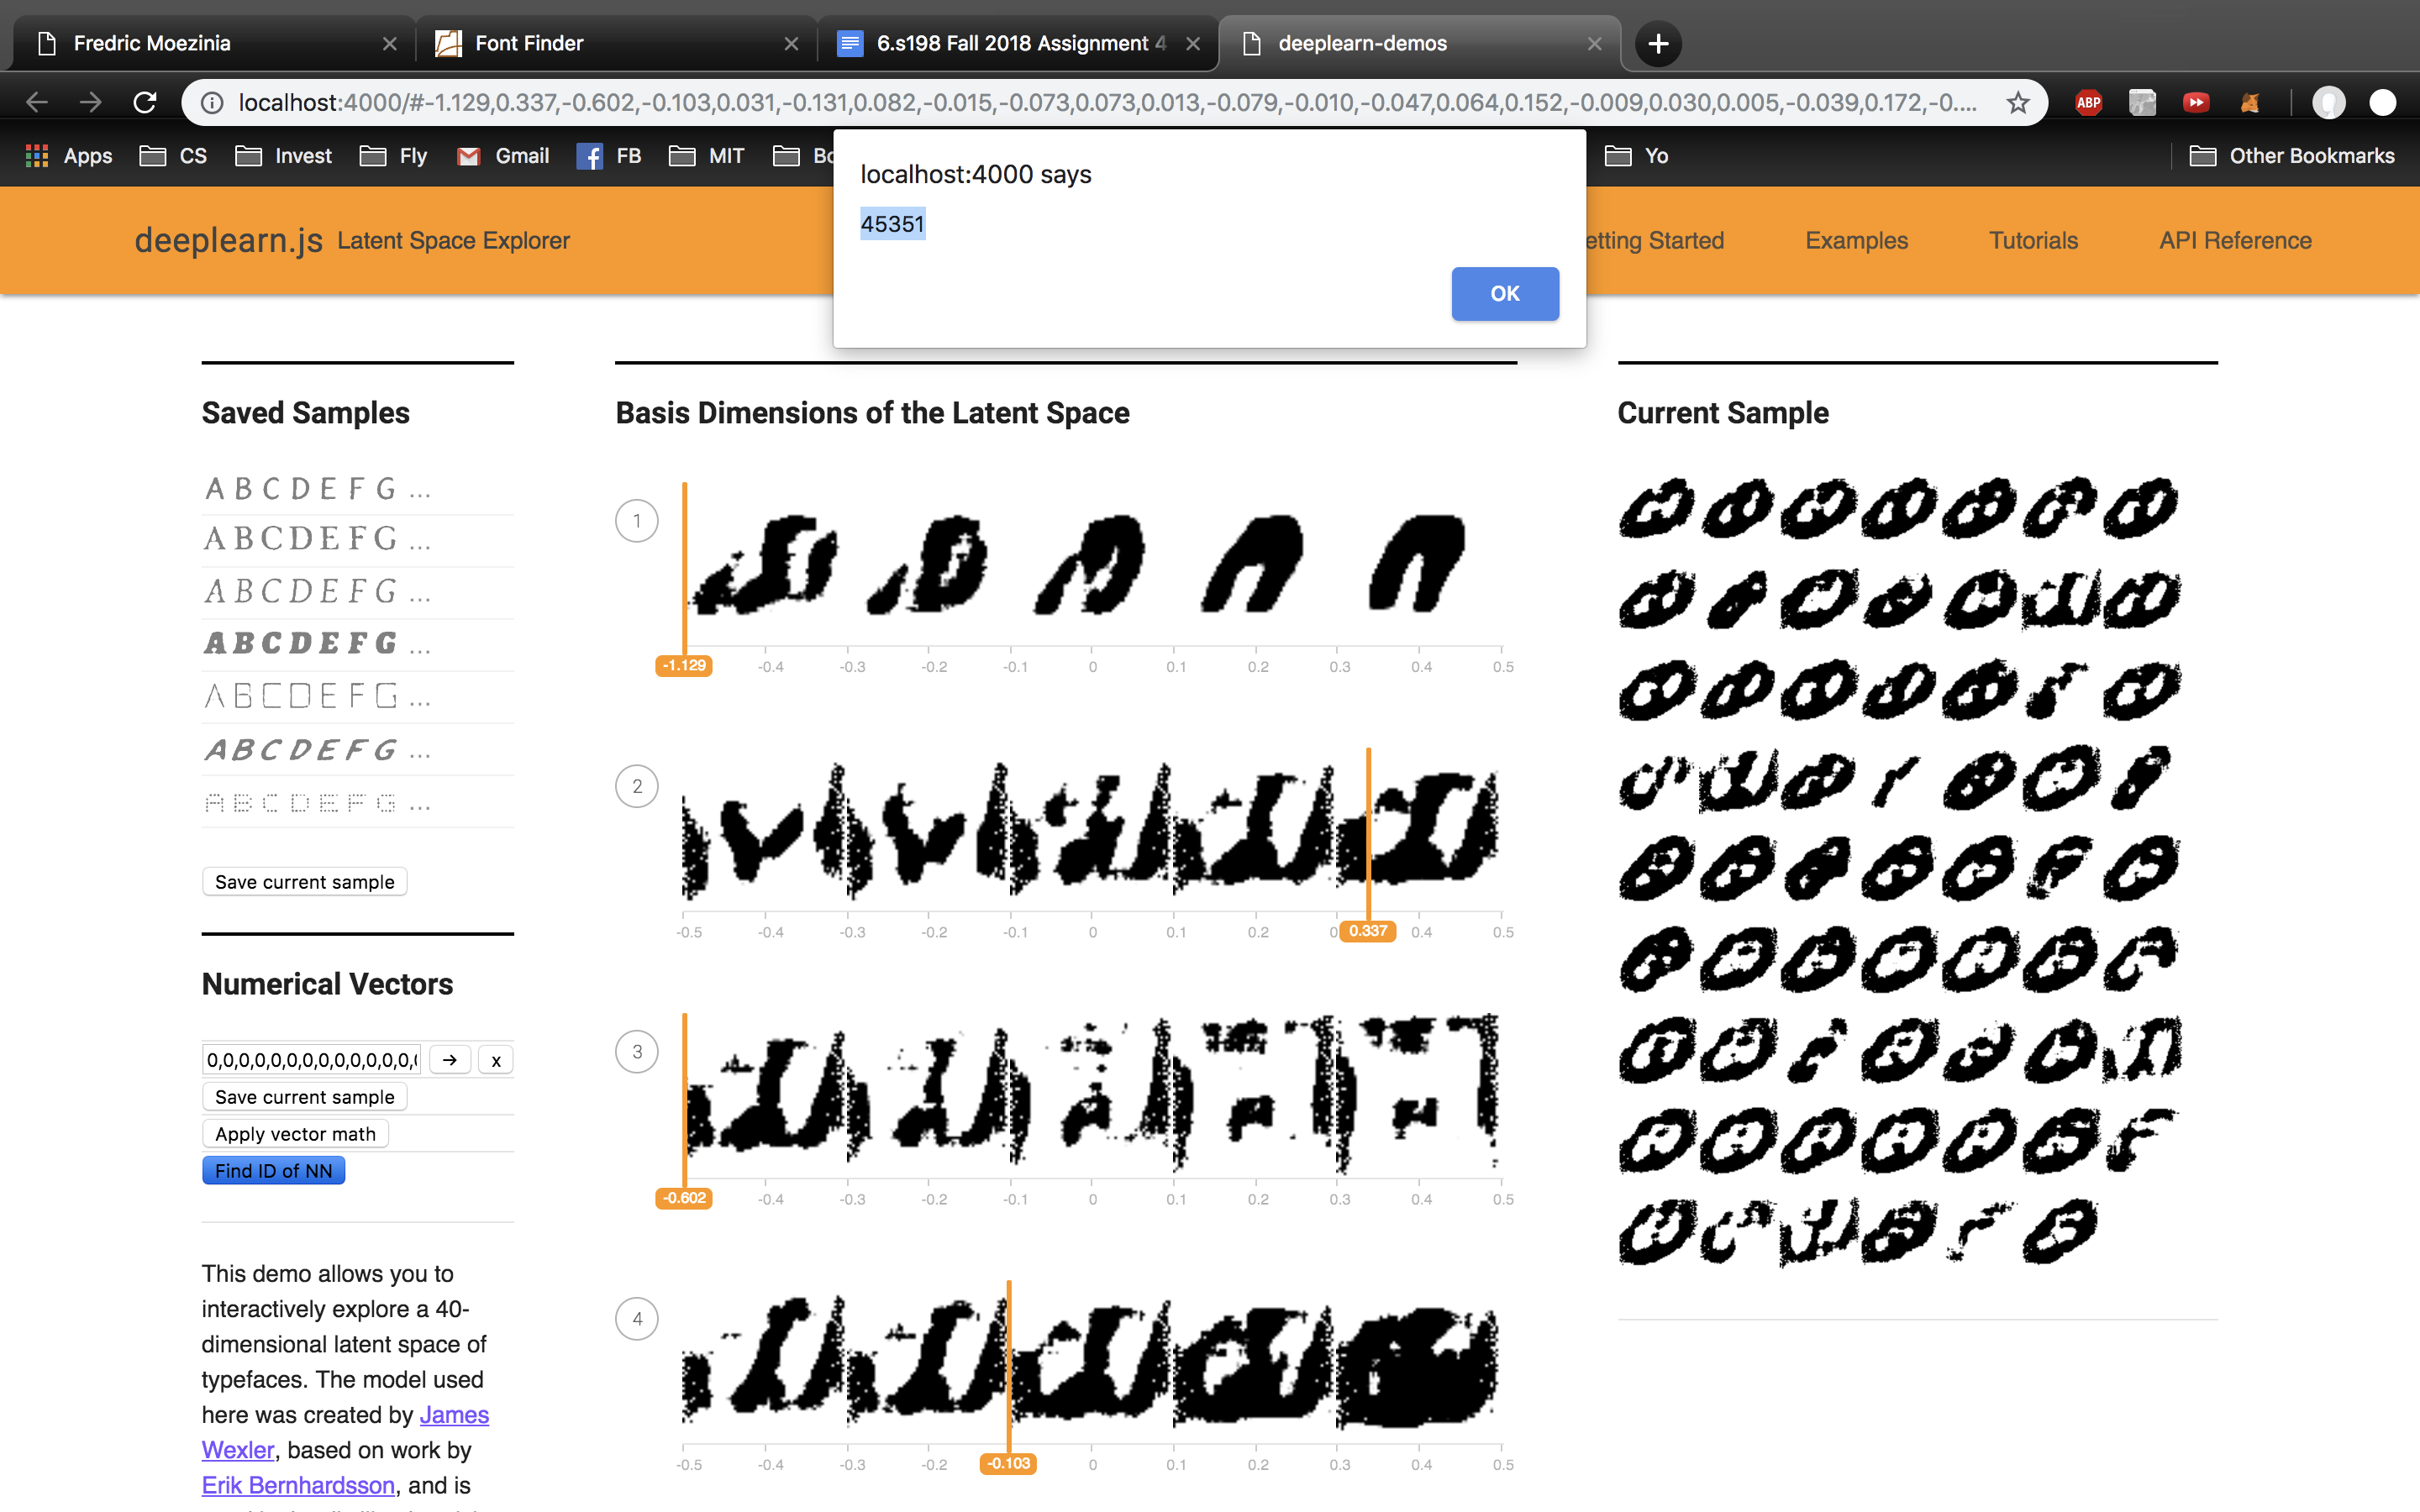 Fredric Moezinia
Font Finder
6.s198 Fall 2018 Assignment 4
deeplearn-demos
localhost:4000/#-1.129,0.337,-0.602,-0.103,0.031,-0.131,0.082,-0.015,-0.073,0.073,0.013,-0.079,-0.010,-0.047,0.064,0.152,-0.009,0.030,0.005,-0.039,0.172,-0....
ABP
Apps CS Invest Fly Gmail FB MIT Yo Other Bookmarks
localhost:4000 says
45351
OK
deeplearn.js Latent Space Explorer
etting Started Examples Tutorials API Reference
Saved Samples
A B C D E F G ...
A B C D E F G ...
A B C D E F G ...
A B C D E F G ...
A B C D E F G ...
A B C D E F G ...
A B C D E F G ...
Save current sample
Numerical Vectors
0,0,0,0,0,0,0,0,0,0,0,0,0, → x
Save current sample
Apply vector math
Find ID of NN
This demo allows you to
interactively explore a 40-
dimensional latent space of
typefaces. The model used
here was created by James
Wexler, based on work by
Erik Bernhardsson, and is
Basis Dimensions of the Latent Space
1
-1.129 -0.4 -0.3 -0.2 -0.1 0 0.1 0.2 0.3 0.4 0.5
2
-0.5 -0.4 -0.3 -0.2 -0.1 0 0.1 0.2 0.337 0.4 0.5
3
-0.602 -0.4 -0.3 -0.2 -0.1 0 0.1 0.2 0.3 0.4 0.5
4
-0.5 -0.4 -0.3 -0.2 -0.103 0 0.1 0.2 0.3 0.4 0.5
Current Sample